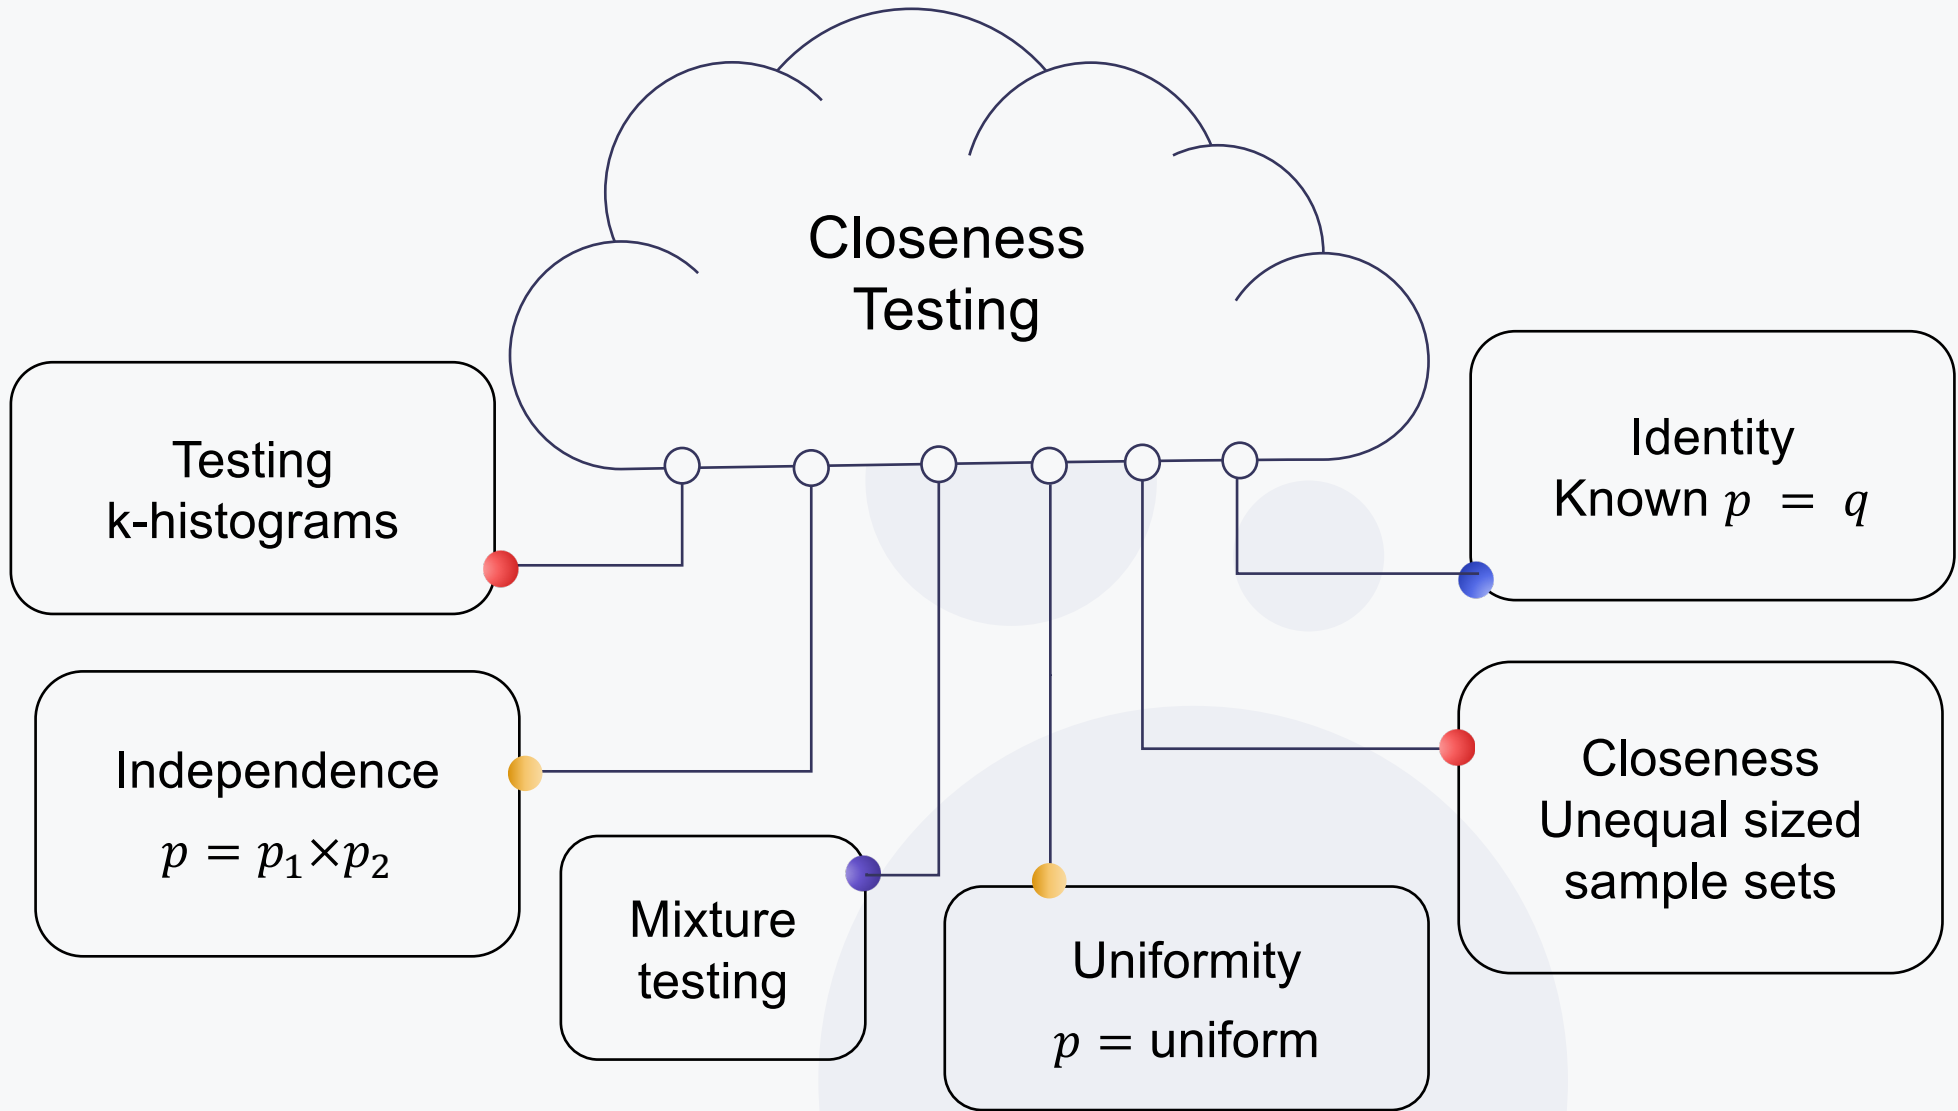 Closeness
Testing
Testing
k-histograms
Identity
Known p = q
Independence
p = p₁×p₂
Mixture
testing
Uniformity
p = uniform
Closeness
Unequal sized
sample sets